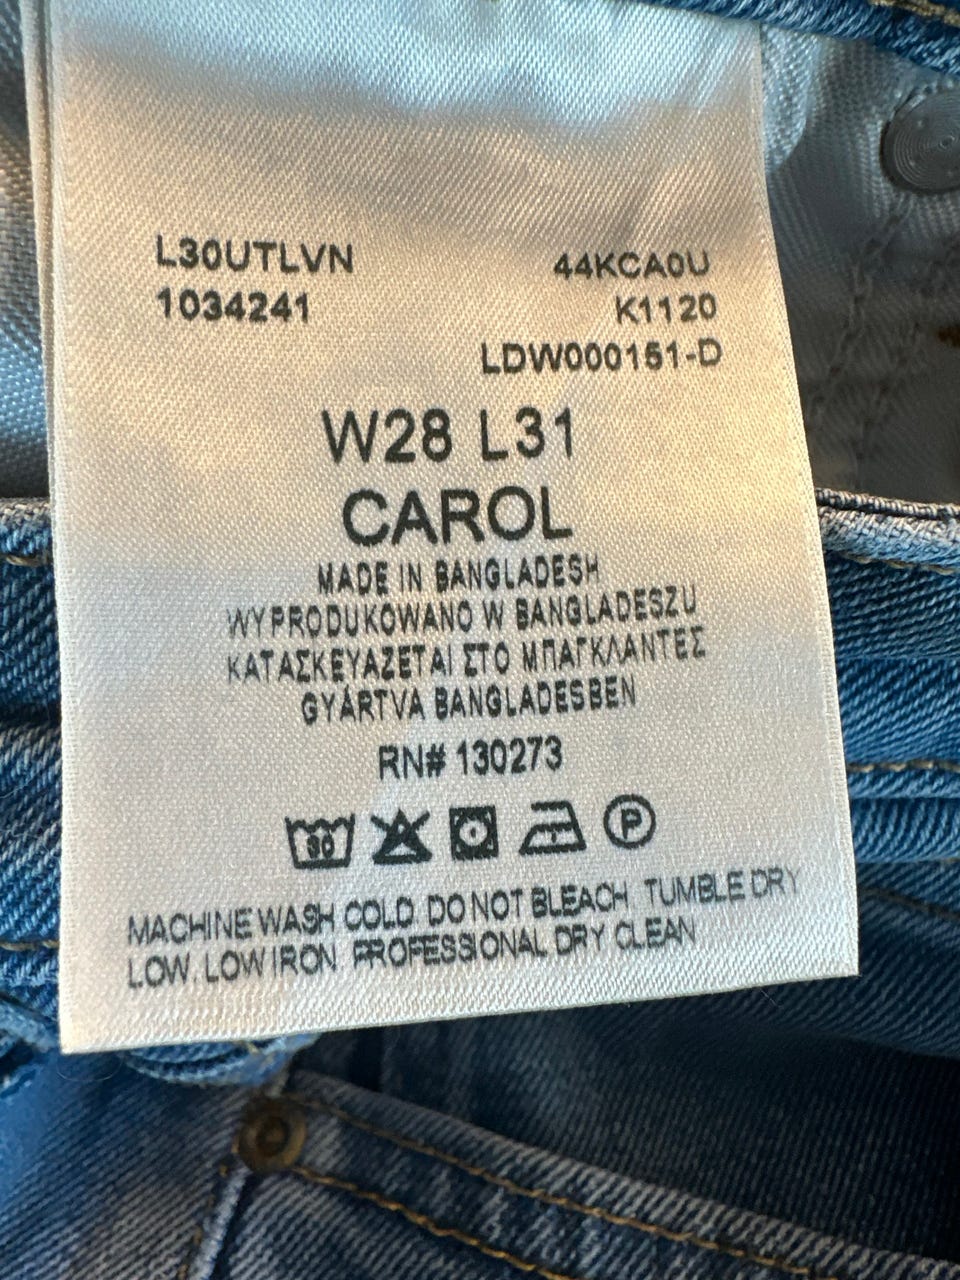 L30UTLVN
1034241
44KCA0U
K1120
LDW000151-D
W28 L31
CAROL
MADE IN BANGLADESH
WYPRODUKOWANO W BANGLADESZU
ΚΑΤΑΣΚΕΥΑΖΕΤΑΙ ΣΤΟ ΜΠΑΓΚΛΑΝΤΕΣ
GYÁRTVA BANGLADESBEN
RN# 130273
30 P
MACHINE WASH COLD. DO NOT BLEACH. TUMBLE DRY
LOW. LOW IRON. PROFESSIONAL DRY CLEAN